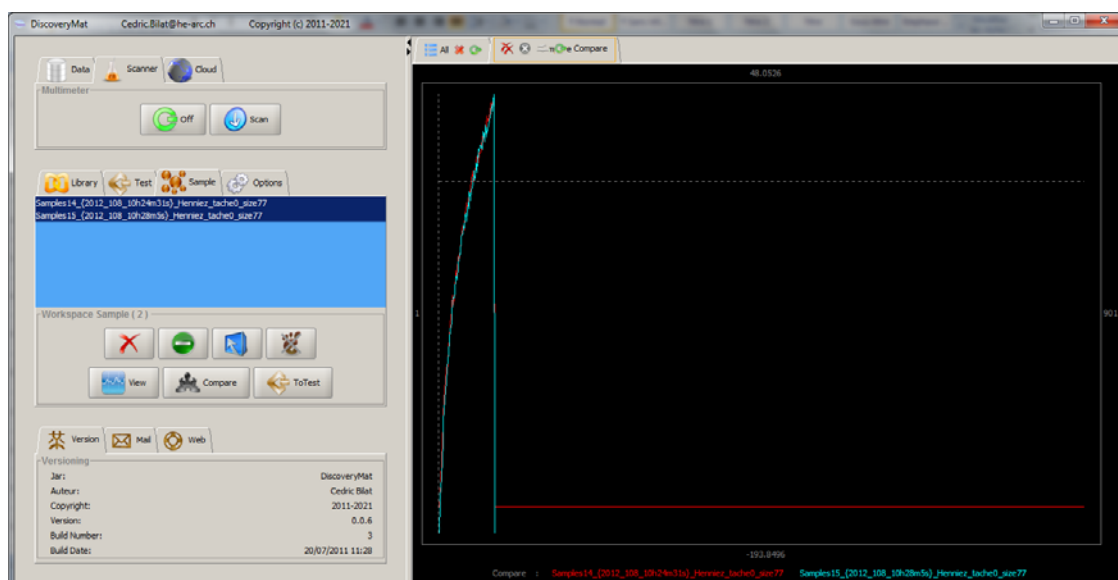 DiscoveryMat Cedric.Bilat@he-arc.ch Copyright (c) 2011-2021
Data Scanner Cloud
Multimeter
Off Scan
Library Test Sample Options
Samples14_{2012_108_10h24m31s}_Henniez_tache0_size77
Samples15_{2012_108_10h28m5s}_Henniez_tache0_size77
Workspace Sample ( 2 )
View Compare ToTest
Version Mail Web
Versioning
Jar: DiscoveryMat
Auteur: Cedric Bilat
Copyright: 2011-2021
Version: 0.0.6
Build Number: 3
Build Date: 20/07/2011 11:28
All Compare
48.0526
1 901
-193.8496
Compare : Samples14_{2012_108_10h24m31s}_Henniez_tache0_size77 Samples15_{2012_108_10h28m5s}_Henniez_tache0_size77